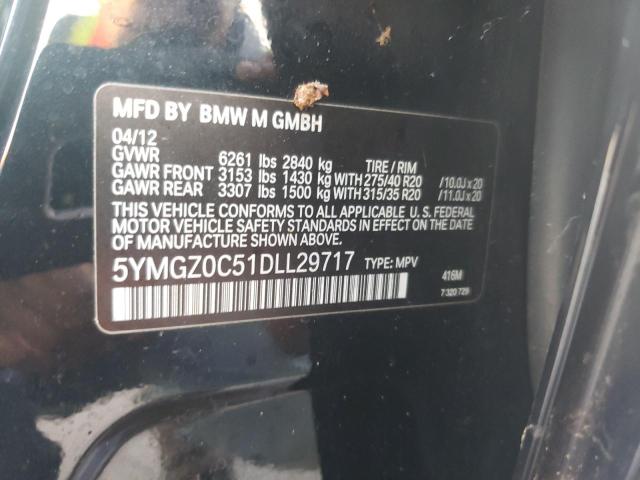 MFD BY BMW M GMBH
04/12
GVWR 6261 lbs 2840 kg TIRE / RIM
GAWR FRONT 3153 lbs 1430 kg WITH 275/40 R20 /10.0J x 20
GAWR REAR 3307 lbs 1500 kg WITH 315/35 R20 /11.0J x 20
THIS VEHICLE CONFORMS TO ALL APPLICABLE U.S. FEDERAL
MOTOR VEHICLE SAFETY STANDARDS IN EFFECT ON THE
DATE OF MANUFACTURE SHOWN ABOVE.
5YMGZ0C51DLL29717 TYPE: MPV
416M
7 320 729